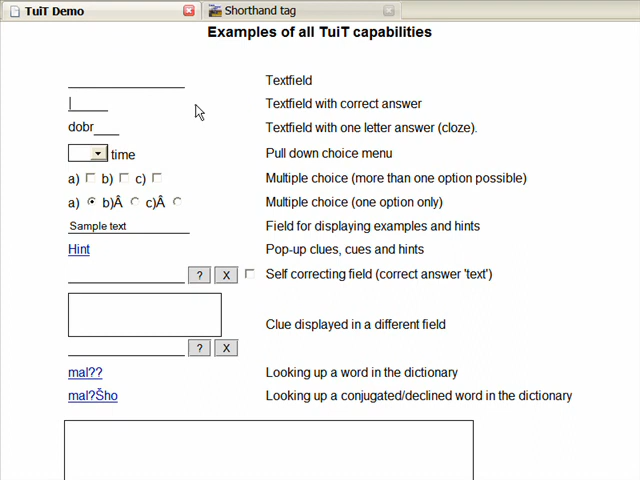 TuiT Demo
Shorthand tag
Examples of all TuiT capabilities
Textfield
Textfield with correct answer
dobr Textfield with one letter answer (cloze).
time Pull down choice menu
a) b) c) Multiple choice (more than one option possible)
a) b)Â c)Â Multiple choice (one option only)
Sample text Field for displaying examples and hints
Hint Pop-up clues, cues and hints
? X Self correcting field (correct answer 'text')
Clue displayed in a different field
? X
mal?? Looking up a word in the dictionary
mal?Šho Looking up a conjugated/declined word in the dictionary